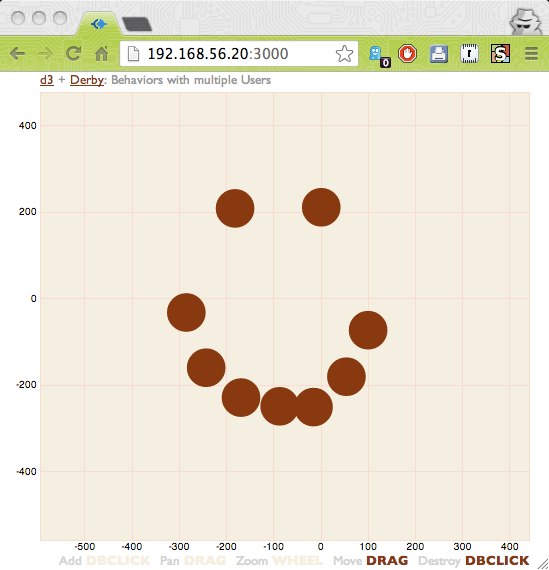 192.168.56.20:3000
0
r
S
d3 + Derby: Behaviors with multiple Users
400
200
0
-200
-400
-500 -400 -300 -200 -100 0 100 200 300 400
Add DBCLICK Pan DRAG Zoom WHEEL Move DRAG Destroy DBCLICK